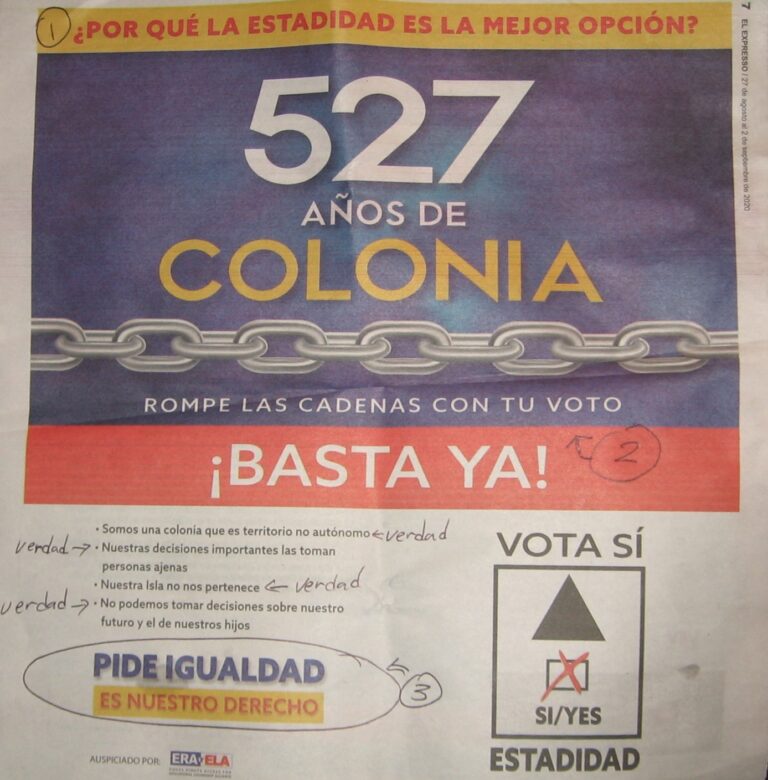 7 EL EXPRESSO / 27 de agosto al 2 de septiembre de 2020
1 ¿POR QUÉ LA ESTADIDAD ES LA MEJOR OPCIÓN?
527
AÑOS DE
COLONIA
ROMPE LAS CADENAS CON TU VOTO
¡BASTA YA! 2
• Somos una colonia que es territorio no autónomo verdad
verdad • Nuestras decisiones importantes las toman
personas ajenas
• Nuestra Isla no nos pertenece verdad
verdad • No podemos tomar decisiones sobre nuestro
futuro y el de nuestros hijos
PIDE IGUALDAD
ES NUESTRO DERECHO
3
VOTA SÍ
SI/YES
ESTADIDAD
AUSPICIADO POR: ERA ELA